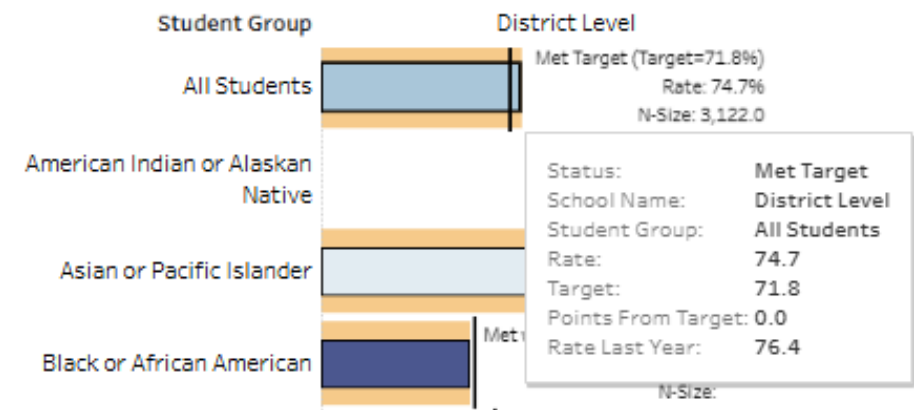 Student Group
District Level
Met Target (Target=71.8%)
All Students
Rate: 74.7%
N-Size: 3,122.0
American Indian or Alaskan
Native
Status: Met Target
School Name: District Level
Student Group: All Students
Rate: 74.7
Target: 71.8
Points From Target: 0.0
Rate Last Year: 76.4
Asian or Pacific Islander
Black or African American
Met
N-Size: